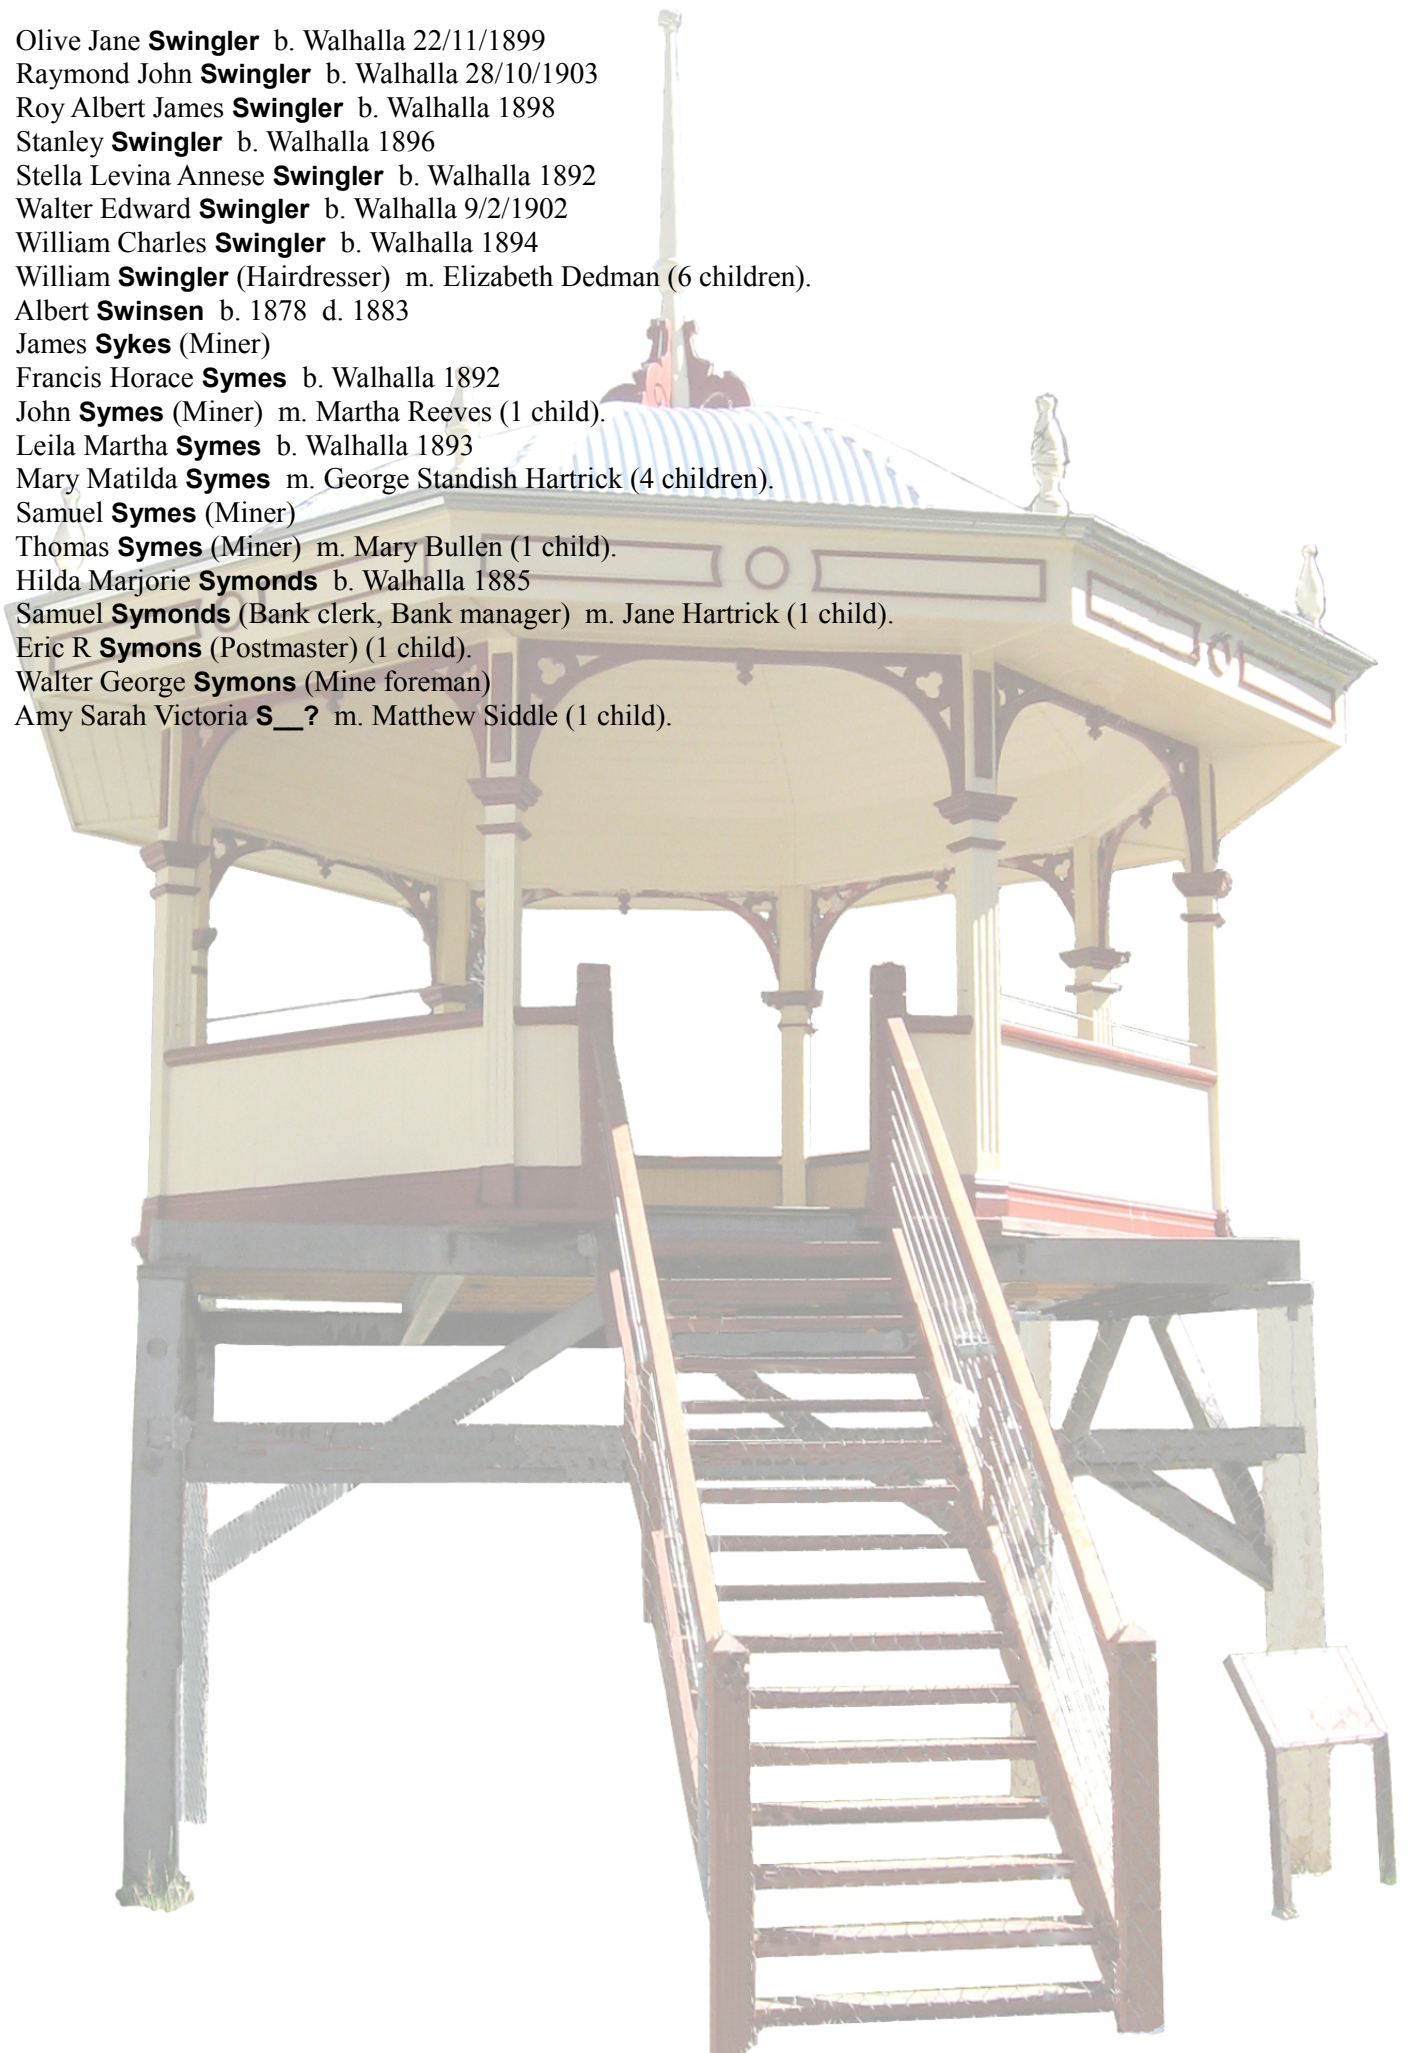 Olive Jane Swingler b. Walhalla 22/11/1899
Raymond John Swingler b. Walhalla 28/10/1903
Roy Albert James Swingler b. Walhalla 1898
Stanley Swingler b. Walhalla 1896
Stella Levina Annese Swingler b. Walhalla 1892
Walter Edward Swingler b. Walhalla 9/2/1902
William Charles Swingler b. Walhalla 1894
William Swingler (Hairdresser) m. Elizabeth Dedman (6 children).
Albert Swinsen b. 1878 d. 1883
James Sykes (Miner)
Francis Horace Symes b. Walhalla 1892
John Symes (Miner) m. Martha Reeves (1 child).
Leila Martha Symes b. Walhalla 1893
Mary Matilda Symes m. George Standish Hartrick (4 children).
Samuel Symes (Miner)
Thomas Symes (Miner) m. Mary Bullen (1 child).
Hilda Marjorie Symonds b. Walhalla 1885
Samuel Symonds (Bank clerk, Bank manager) m. Jane Hartrick (1 child).
Eric R Symons (Postmaster) (1 child).
Walter George Symons (Mine foreman)
Amy Sarah Victoria S__? m. Matthew Siddle (1 child).